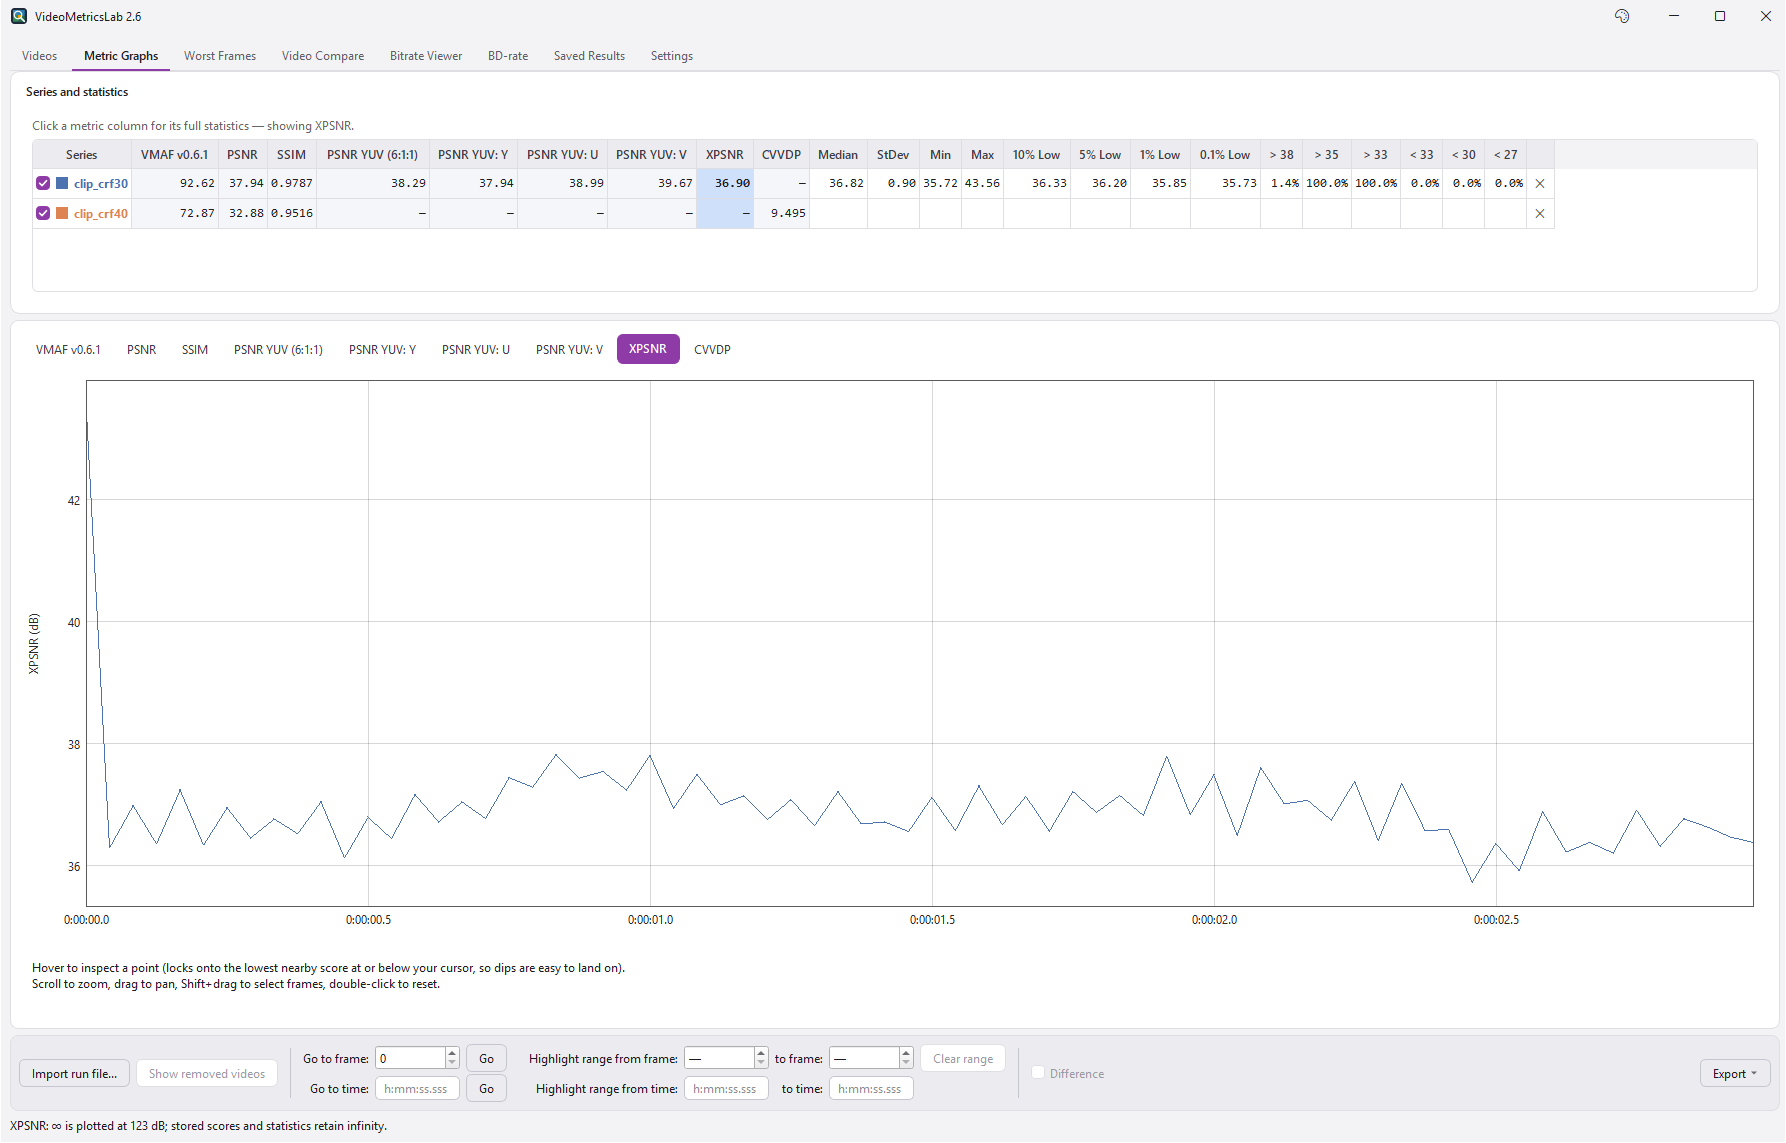 VideoMetricsLab 2.6
Videos Metric Graphs Worst Frames Video Compare Bitrate Viewer BD-rate Saved Results Settings
Series and statistics
Click a metric column for its full statistics — showing XPSNR.
Series VMAF v0.6.1 PSNR SSIM PSNR YUV (6:1:1) PSNR YUV: Y PSNR YUV: U PSNR YUV: V XPSNR CVVDP Median StDev Min Max 10% Low 5% Low 1% Low 0.1% Low > 38 > 35 > 33 < 33 < 30 < 27
clip_crf30 92.62 37.94 0.9787 38.29 37.94 38.99 39.67 36.90 — 36.82 0.90 35.72 43.56 36.33 36.20 35.85 35.73 1.4% 100.0% 100.0% 0.0% 0.0% 0.0% ×
clip_crf40 72.87 32.88 0.9516 — — — — — 9.495 ×
VMAF v0.6.1 PSNR SSIM PSNR YUV (6:1:1) PSNR YUV: Y PSNR YUV: U PSNR YUV: V XPSNR CVVDP
XPSNR (dB)
42
40
38
36
0:00:00.0 0:00:00.5 0:00:01.0 0:00:01.5 0:00:02.0 0:00:02.5
Hover to inspect a point (locks onto the lowest nearby score at or below your cursor, so dips are easy to land on).
Scroll to zoom, drag to pan, Shift+drag to select frames, double-click to reset.
Import run file... Show removed videos
Go to frame: 0 Go Highlight range from frame: — to frame: — Clear range
Go to time: h:mm:ss.sss Go Highlight range from time: h:mm:ss.sss to time: h:mm:ss.sss
Difference
Export
XPSNR: ∞ is plotted at 123 dB; stored scores and statistics retain infinity.